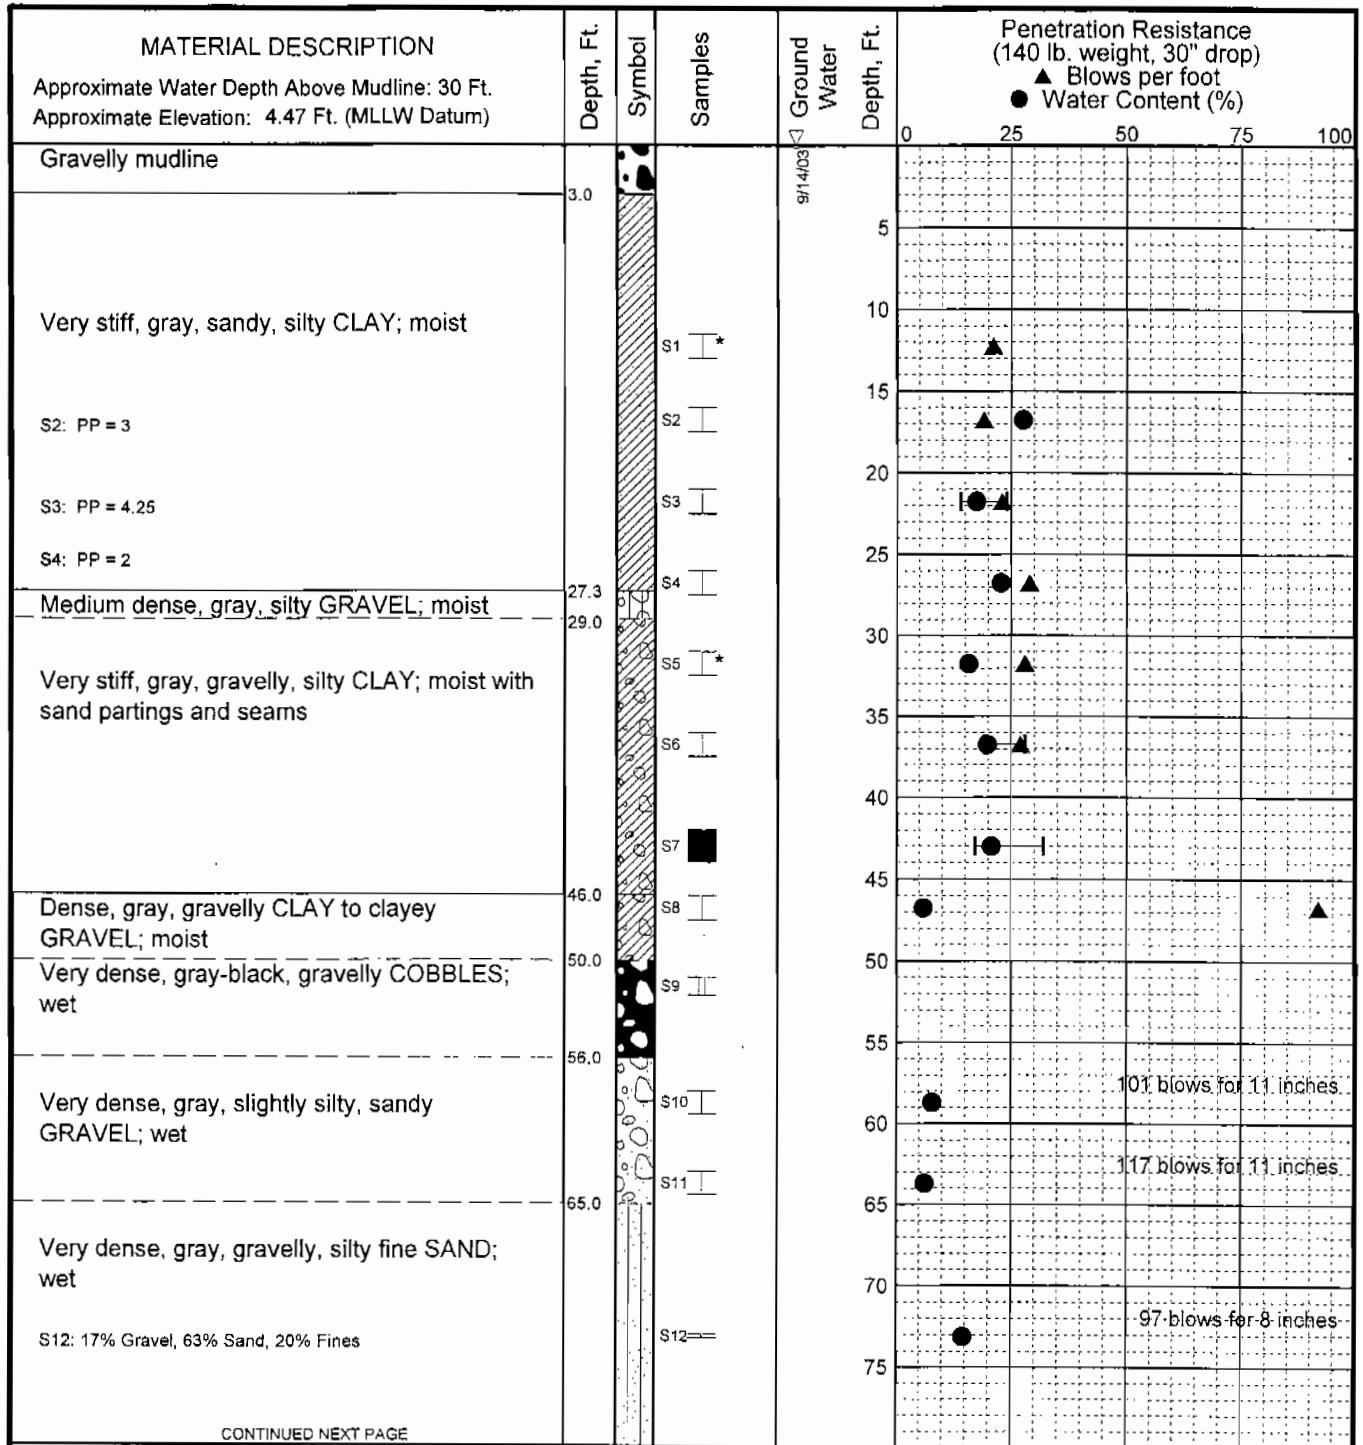 MATERIAL DESCRIPTION
Approximate Water Depth Above Mudline: 30 Ft.
Approximate Elevation: 4.47 Ft. (MLLW Datum)
Depth, Ft.
Symbol
Samples
Ground
Water
Depth, Ft.
Penetration Resistance
(140 lb. weight, 30" drop)
▲ Blows per foot
● Water Content (%)
0 25 50 75 100
Gravelly mudline
9/14/03
3.0
5
10
Very stiff, gray, sandy, silty CLAY; moist
S1 *
15
S2: PP = 3
S2
20
S3: PP = 4.25
S3
25
S4: PP = 2
S4
27.3
Medium dense, gray, silty GRAVEL; moist
29.0
30
S5 *
Very stiff, gray, gravelly, silty CLAY; moist with
sand partings and seams
35
S6
40
S7
45
46.0
Dense, gray, gravelly CLAY to clayey
GRAVEL; moist
S8
50.0
50
Very dense, gray-black, gravelly COBBLES;
wet
S9
55
56.0
101 blows for 11 inches
Very dense, gray, slightly silty, sandy
GRAVEL; wet
S10
60
117 blows for 11 inches
S11
65.0
65
Very dense, gray, gravelly, silty fine SAND;
wet
70
97 blows for 8 inches
S12: 17% Gravel, 63% Sand, 20% Fines
S12
75
CONTINUED NEXT PAGE